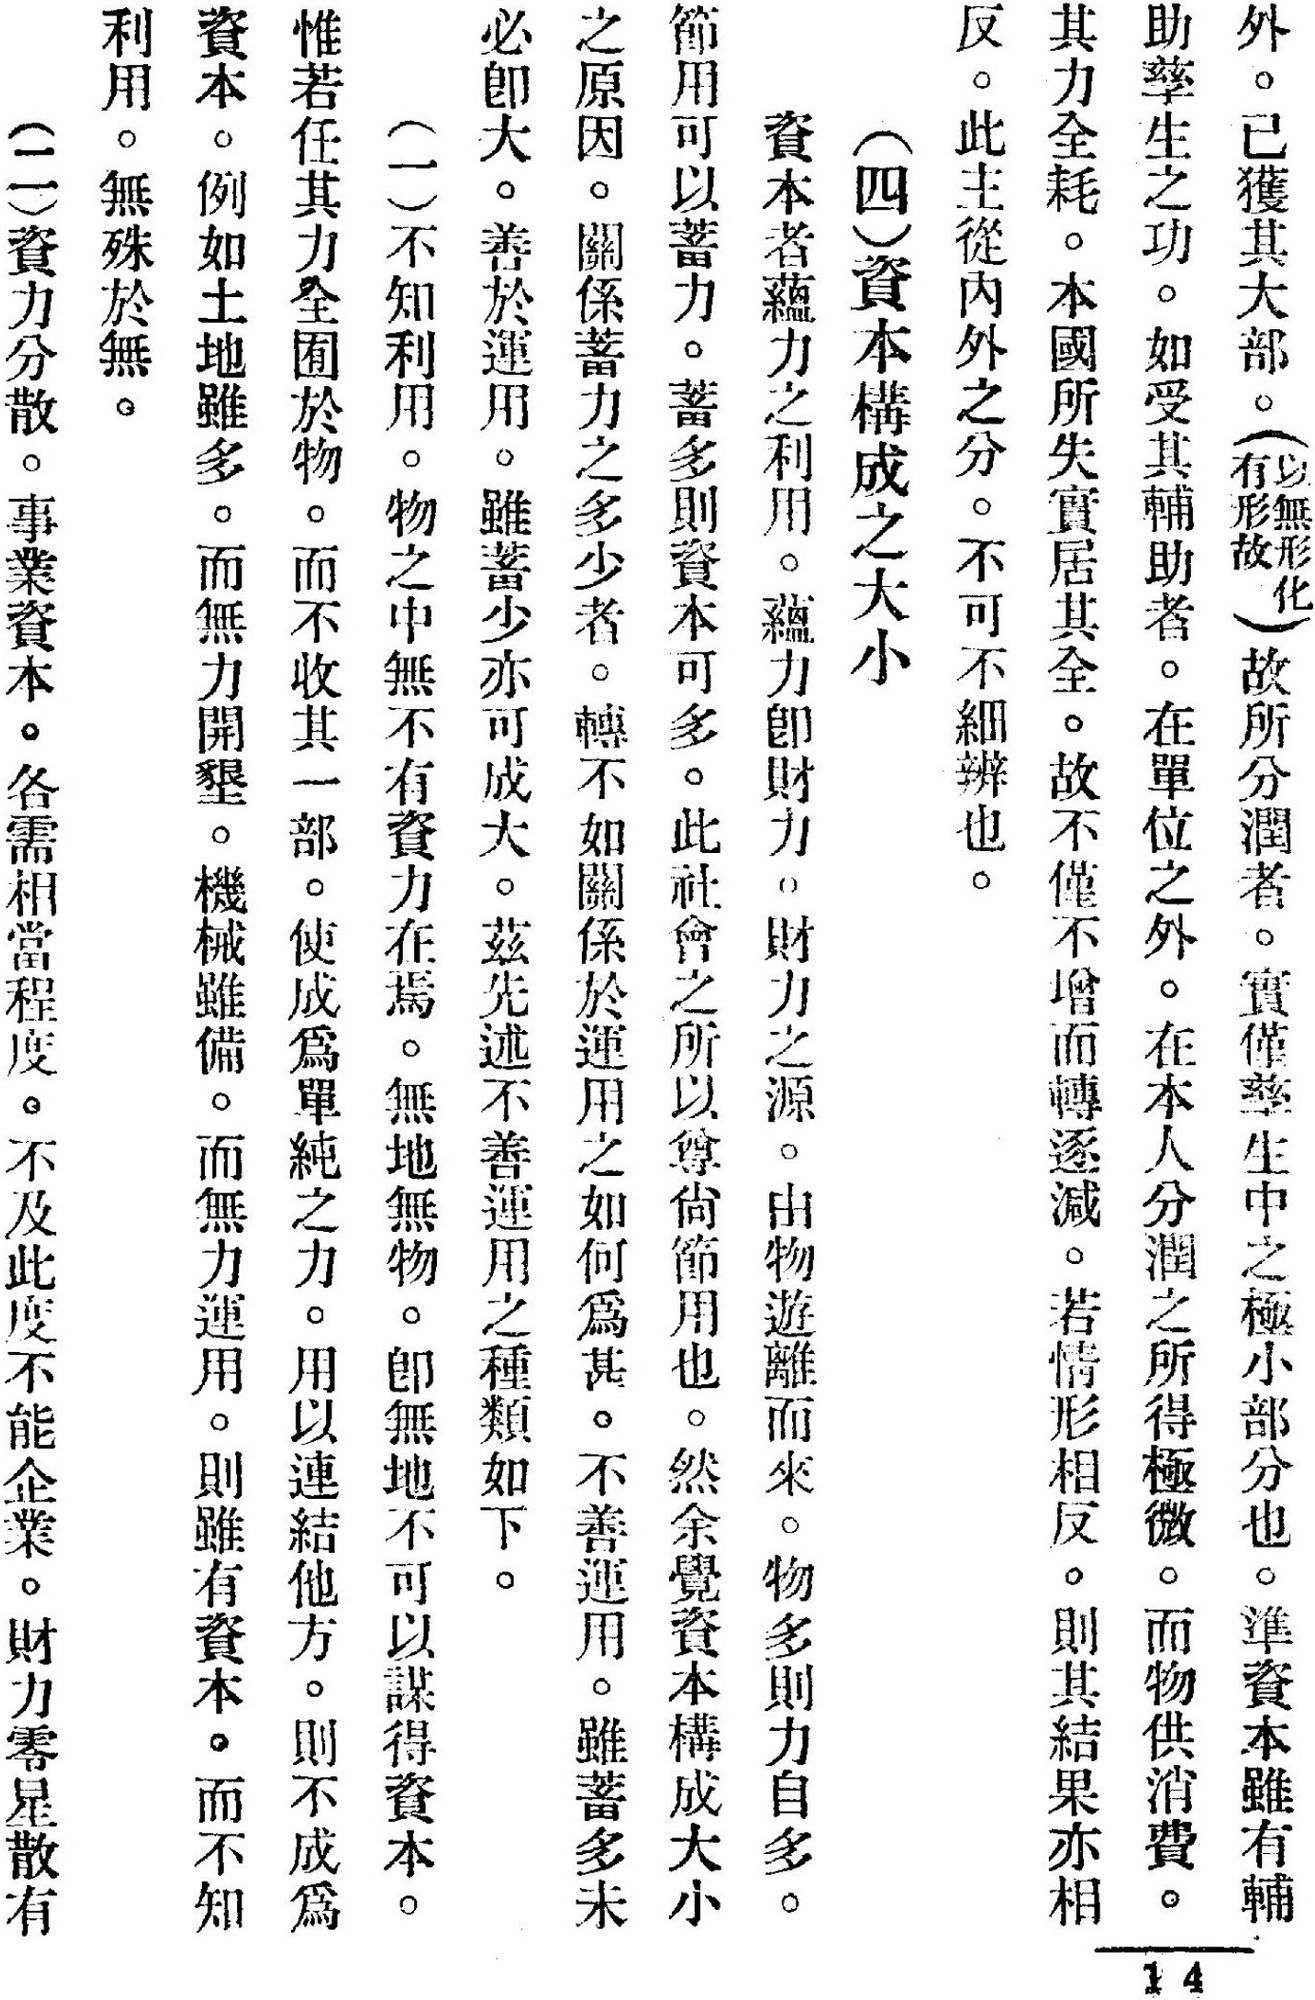 外。已獲其大部。(以無形化有形故)故所分潤者。實僅孳生中之極小部分也。準資本雖有輔
助孳生之功。如受其輔助者。在單位之外。在本人分潤之所得極微。而物供消費。
其力全耗。本國所失實居其全。故不僅不增而轉逐減。若情形相反。則其結果亦相
反。此主從內外之分。不可不細辨也。
(四)資本構成之大小
資本者蘊力之利用。蘊力卽財力。財力之源。由物遊離而來。物多則力自多。
節用可以蓄力。蓄多則資本可多。此社會之所以尊尙節用也。然余覺資本構成大小
之原因。關係蓄力之多少者。轉不如關係於運用之如何爲甚。不善運用。雖蓄多未
必卽大。善於運用。雖蓄少亦可成大。茲先述不善運用之種類如下。
(一)不知利用。物之中無不有資力在焉。無地無物。卽無地不可以謀得資本。
惟若任其力全囿於物。而不收其一部。使成爲單純之力。用以連結他方。則不成爲
資本。例如土地雖多。而無力開墾。機械雖備。而無力運用。則雖有資本。而不知
利用。無殊於無。
(二)資力分散。事業資本。各需相當程度。不及此度不能企業。財力零星散有
14